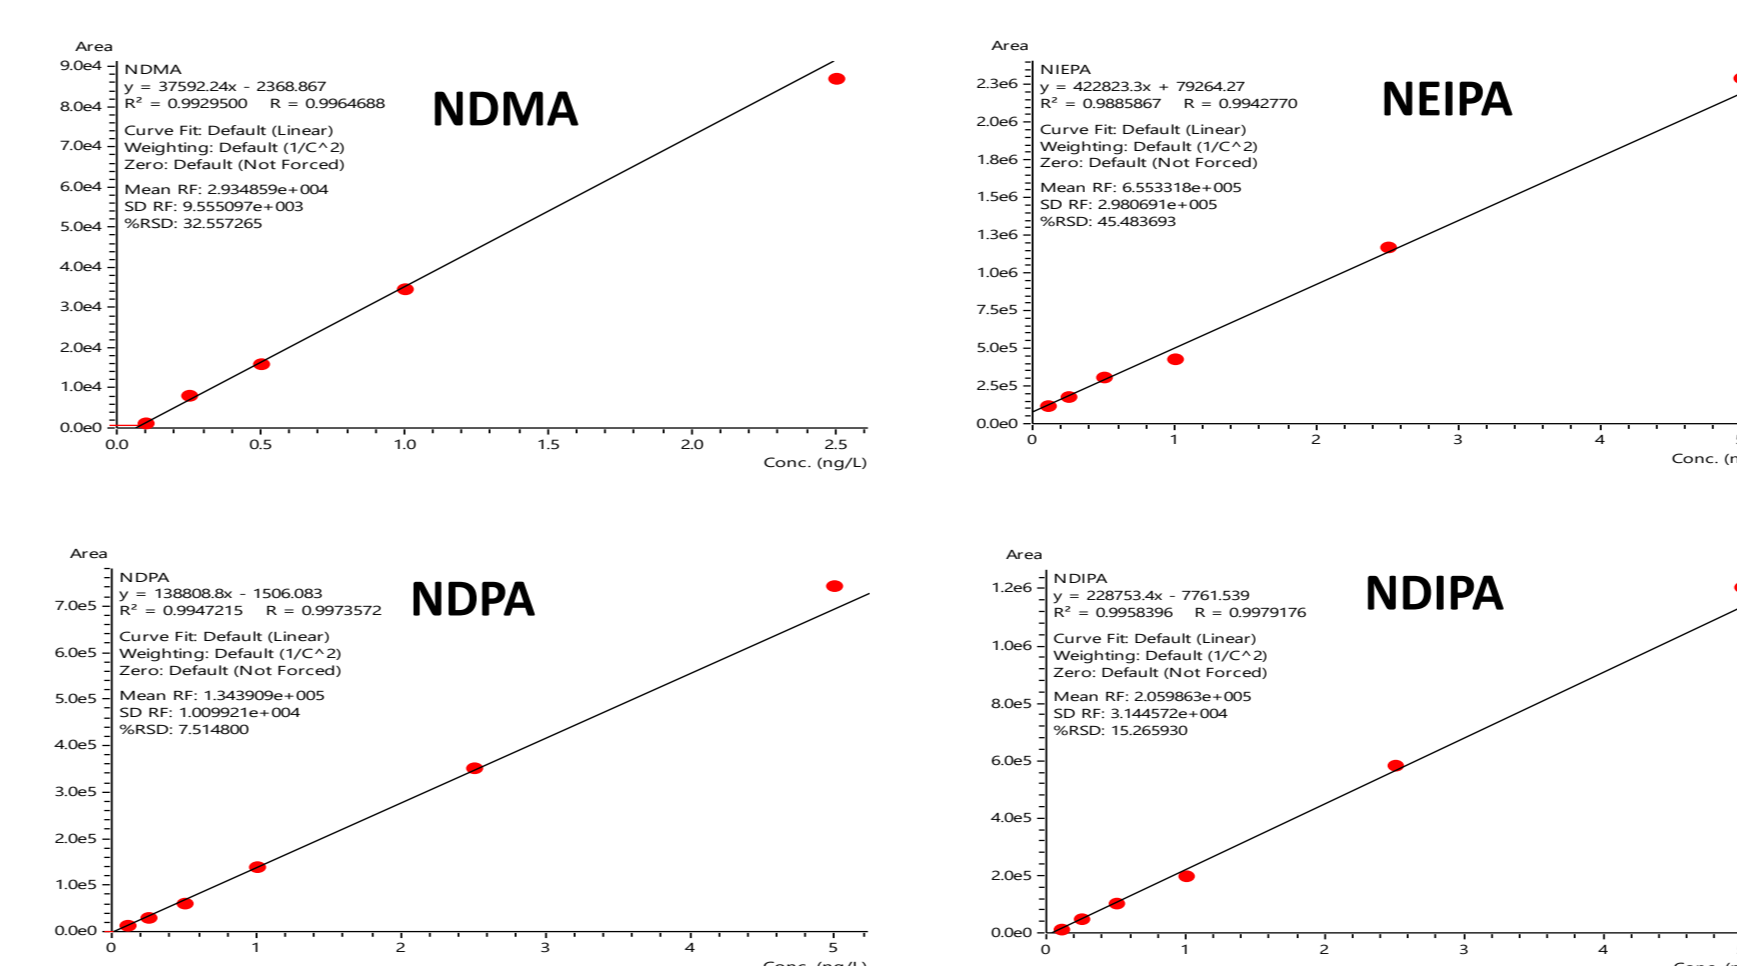 Area
NDMA
y = 37592.24x - 2368.867
R² = 0.9929500 R = 0.9964688
Curve Fit: Default (Linear)
Weighting: Default (1/C^2)
Zero: Default (Not Forced)
Mean RF: 2.934859e+004
SD RF: 9.555097e+003
%RSD: 32.557265
NDMA
9.0e4
8.0e4
7.0e4
6.0e4
5.0e4
4.0e4
3.0e4
2.0e4
1.0e4
0.0e0
0.0 0.5 1.0 1.5 2.0 2.5
Conc. (ng/L)
Area
NIEPA
y = 422823.3x + 79264.27
R² = 0.9885867 R = 0.9942770
Curve Fit: Default (Linear)
Weighting: Default (1/C^2)
Zero: Default (Not Forced)
Mean RF: 6.553318e+005
SD RF: 2.980691e+005
%RSD: 45.483693
NEIPA
2.3e6
2.0e6
1.8e6
1.5e6
1.3e6
1.0e6
7.5e5
5.0e5
2.5e5
0.0e0
0 1 2 3 4
Conc. (n
Area
NDPA
y = 138808.8x - 1506.083
R² = 0.9947215 R = 0.9973572
Curve Fit: Default (Linear)
Weighting: Default (1/C^2)
Zero: Default (Not Forced)
Mean RF: 1.343909e+005
SD RF: 1.009921e+004
%RSD: 7.514800
NDPA
7.0e5
6.0e5
5.0e5
4.0e5
3.0e5
2.0e5
1.0e5
0.0e0
0 1 2 3 4 5
Conc. (ng/L)
Area
NDIPA
y = 228753.4x - 7761.539
R² = 0.9958396 R = 0.9979176
Curve Fit: Default (Linear)
Weighting: Default (1/C^2)
Zero: Default (Not Forced)
Mean RF: 2.059863e+005
SD RF: 3.144572e+004
%RSD: 15.265930
NDIPA
1.2e6
1.0e6
8.0e5
6.0e5
4.0e5
2.0e5
0.0e0
0 1 2 3 4